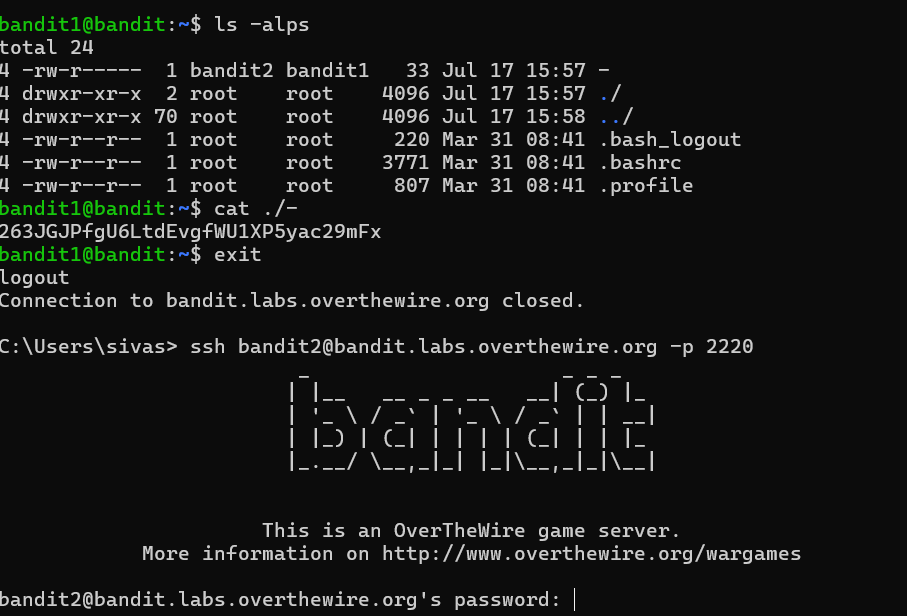 bandit1@bandit:~$ ls -alps
total 24
4 -rw-r----- 1 bandit2 bandit1 33 Jul 17 15:57 -
4 drwxr-xr-x 2 root root 4096 Jul 17 15:57 ./
4 drwxr-xr-x 70 root root 4096 Jul 17 15:58 ../
4 -rw-r--r-- 1 root root 220 Mar 31 08:41 .bash_logout
4 -rw-r--r-- 1 root root 3771 Mar 31 08:41 .bashrc
4 -rw-r--r-- 1 root root 807 Mar 31 08:41 .profile
bandit1@bandit:~$ cat ./-
263JGJPfgU6LtdEvgfWU1XP5yac29mFx
bandit1@bandit:~$ exit
logout
Connection to bandit.labs.overthewire.org closed.
C:\Users\sivas> ssh bandit2@bandit.labs.overthewire.org -p 2220
bandit
This is an OverTheWire game server.
More information on http://www.overthewire.org/wargames
bandit2@bandit.labs.overthewire.org's password: